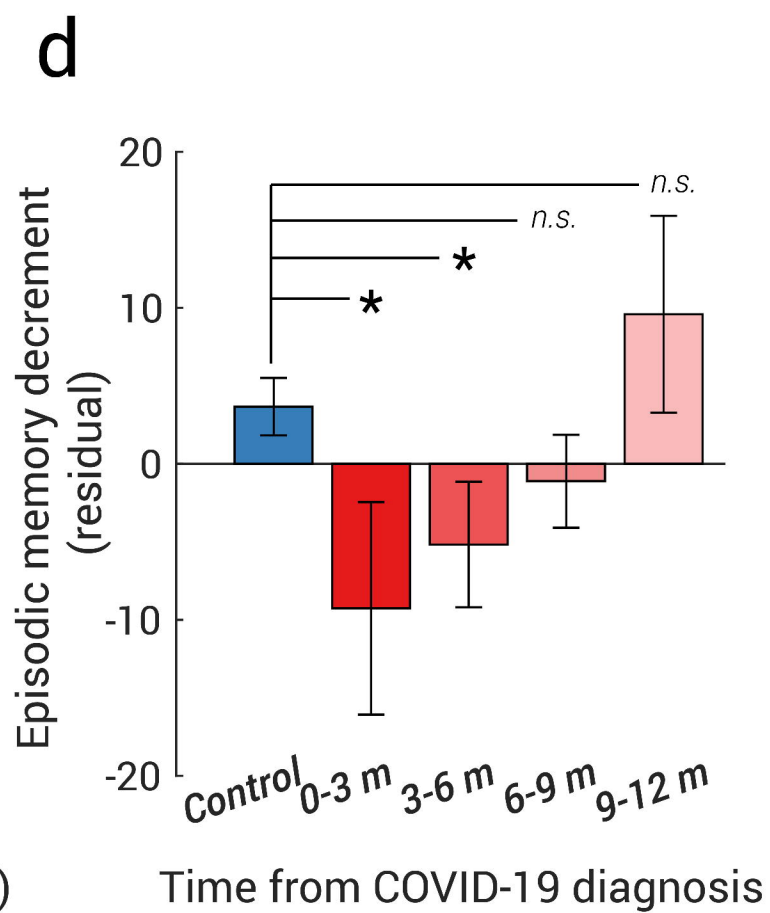 d
20
10
0
-10
-20
Episodic memory decrement
(residual)
n.s.
n.s.
*
*
Control
0-3 m
3-6 m
6-9 m
9-12 m
)
Time from COVID-19 diagnosis